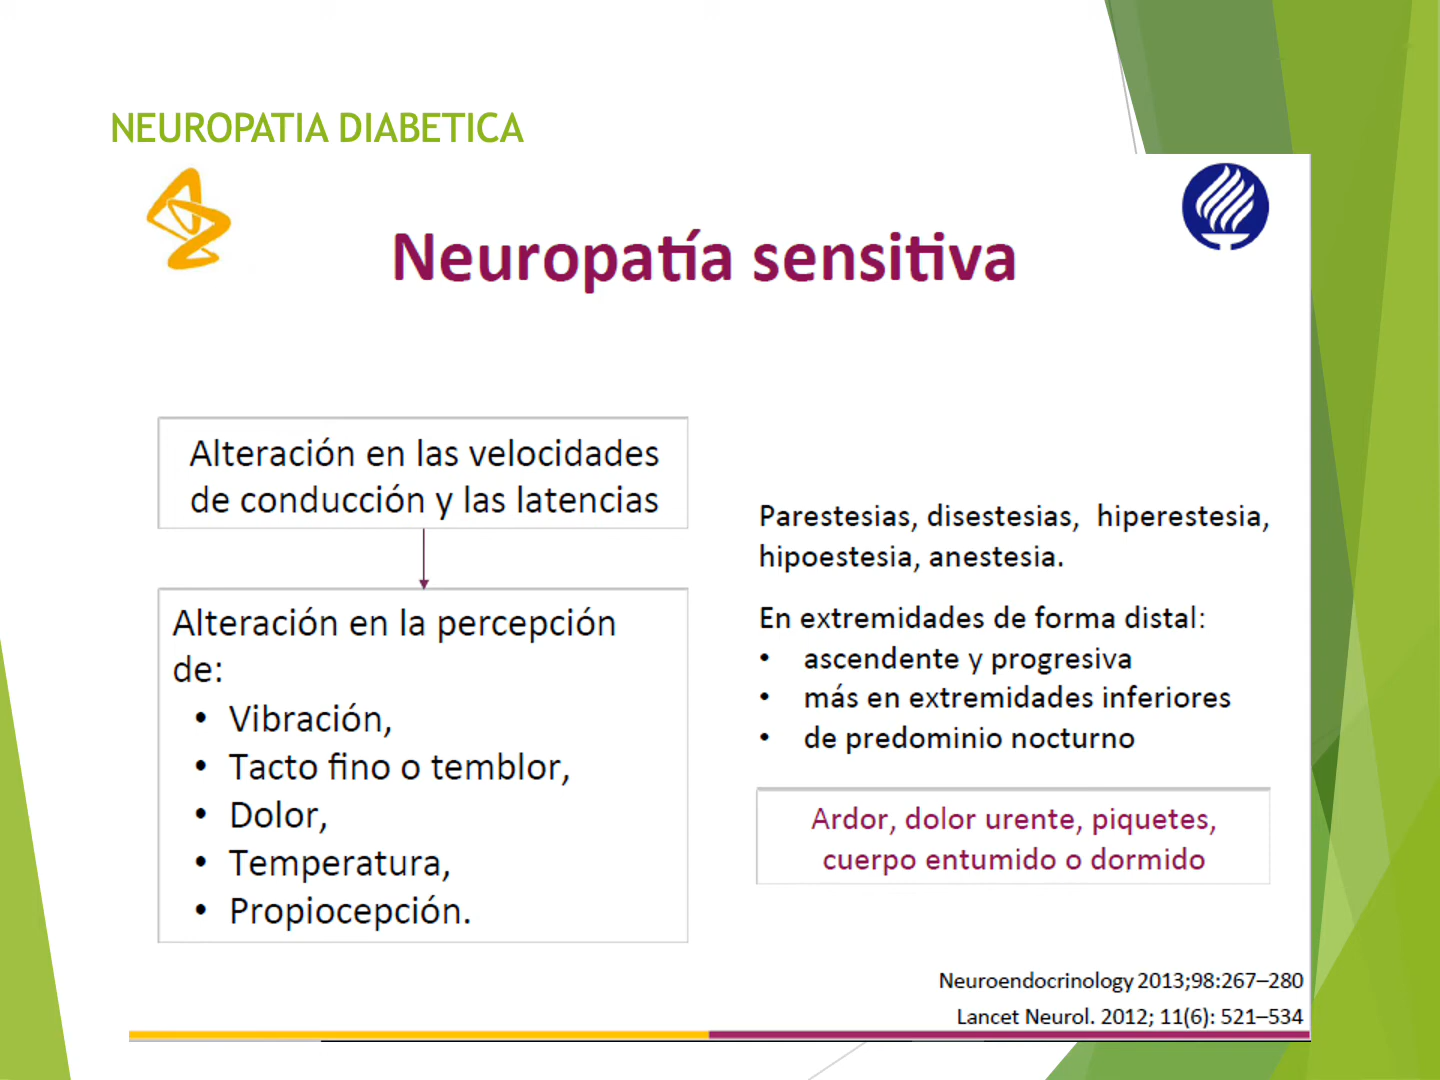 NEUROPATIA DIABETICA
Neuropatía sensitiva
Alteración en las velocidades
de conducción y las latencias
Alteración en la percepción
de:
• Vibración,
• Tacto fino o temblor,
• Dolor,
• Temperatura,
• Propiocepción.
Parestesias, disestesias, hiperestesia,
hipoestesia, anestesia.
En extremidades de forma distal:
• ascendente y progresiva
• más en extremidades inferiores
• de predominio nocturno
Ardor, dolor urente, piquetes,
cuerpo entumido o dormido
Neuroendocrinology 2013;98:267–280
Lancet Neurol. 2012; 11(6): 521–534